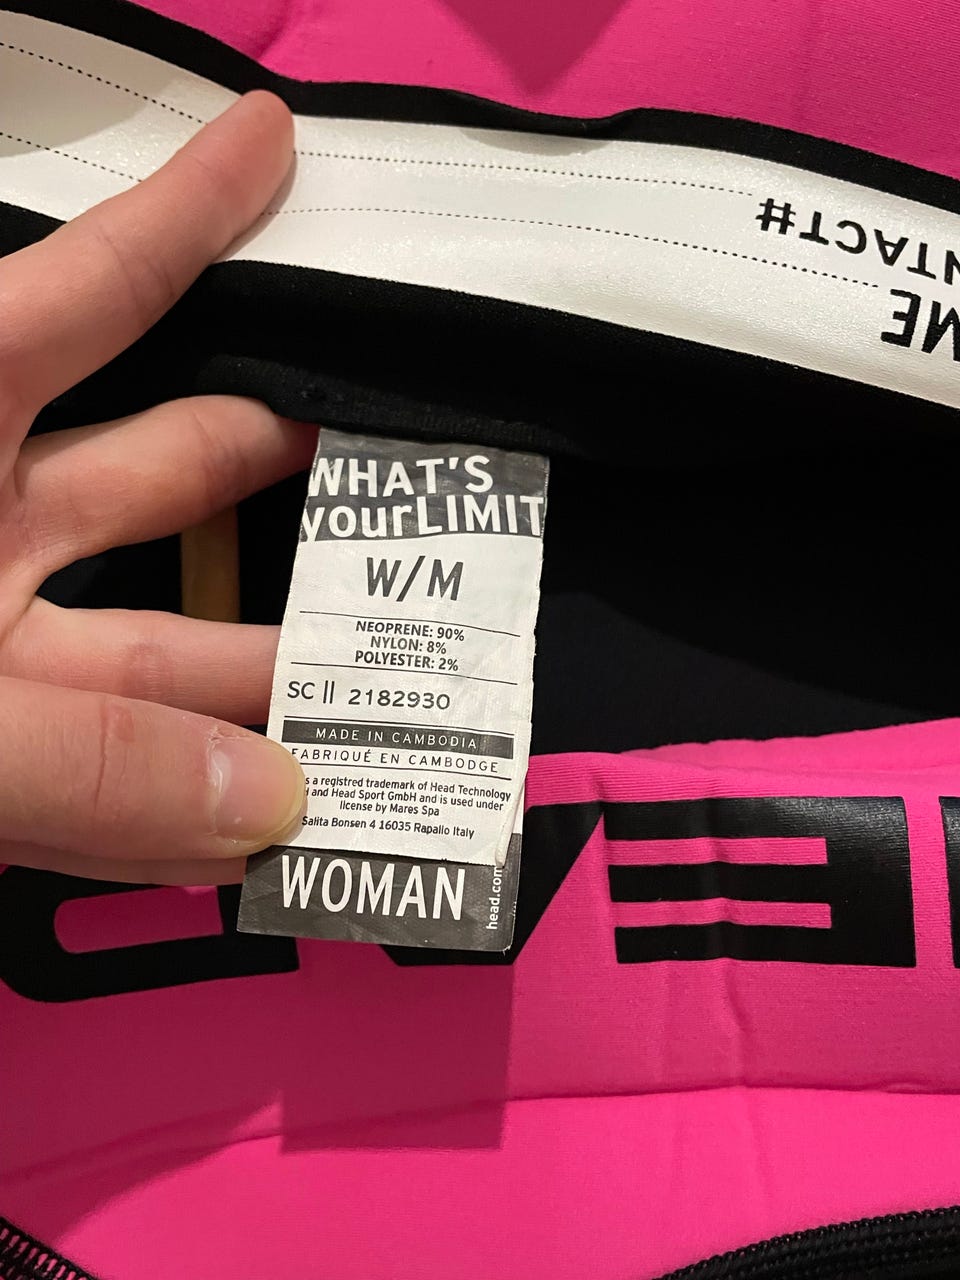 CONTACT#
WHAT'S
yourLIMIT
W/M
NEOPRENE: 90%
NYLON: 8%
POLYESTER: 2%
SC || 2182930
MADE IN CAMBODIA
FABRIQUÉ EN CAMBODGE
is a registred trademark of Head Technology
and Head Sport GmbH and is used under
license by Mares Spa
Salita Bonsen 4 16035 Rapallo Italy
WOMAN
head.com